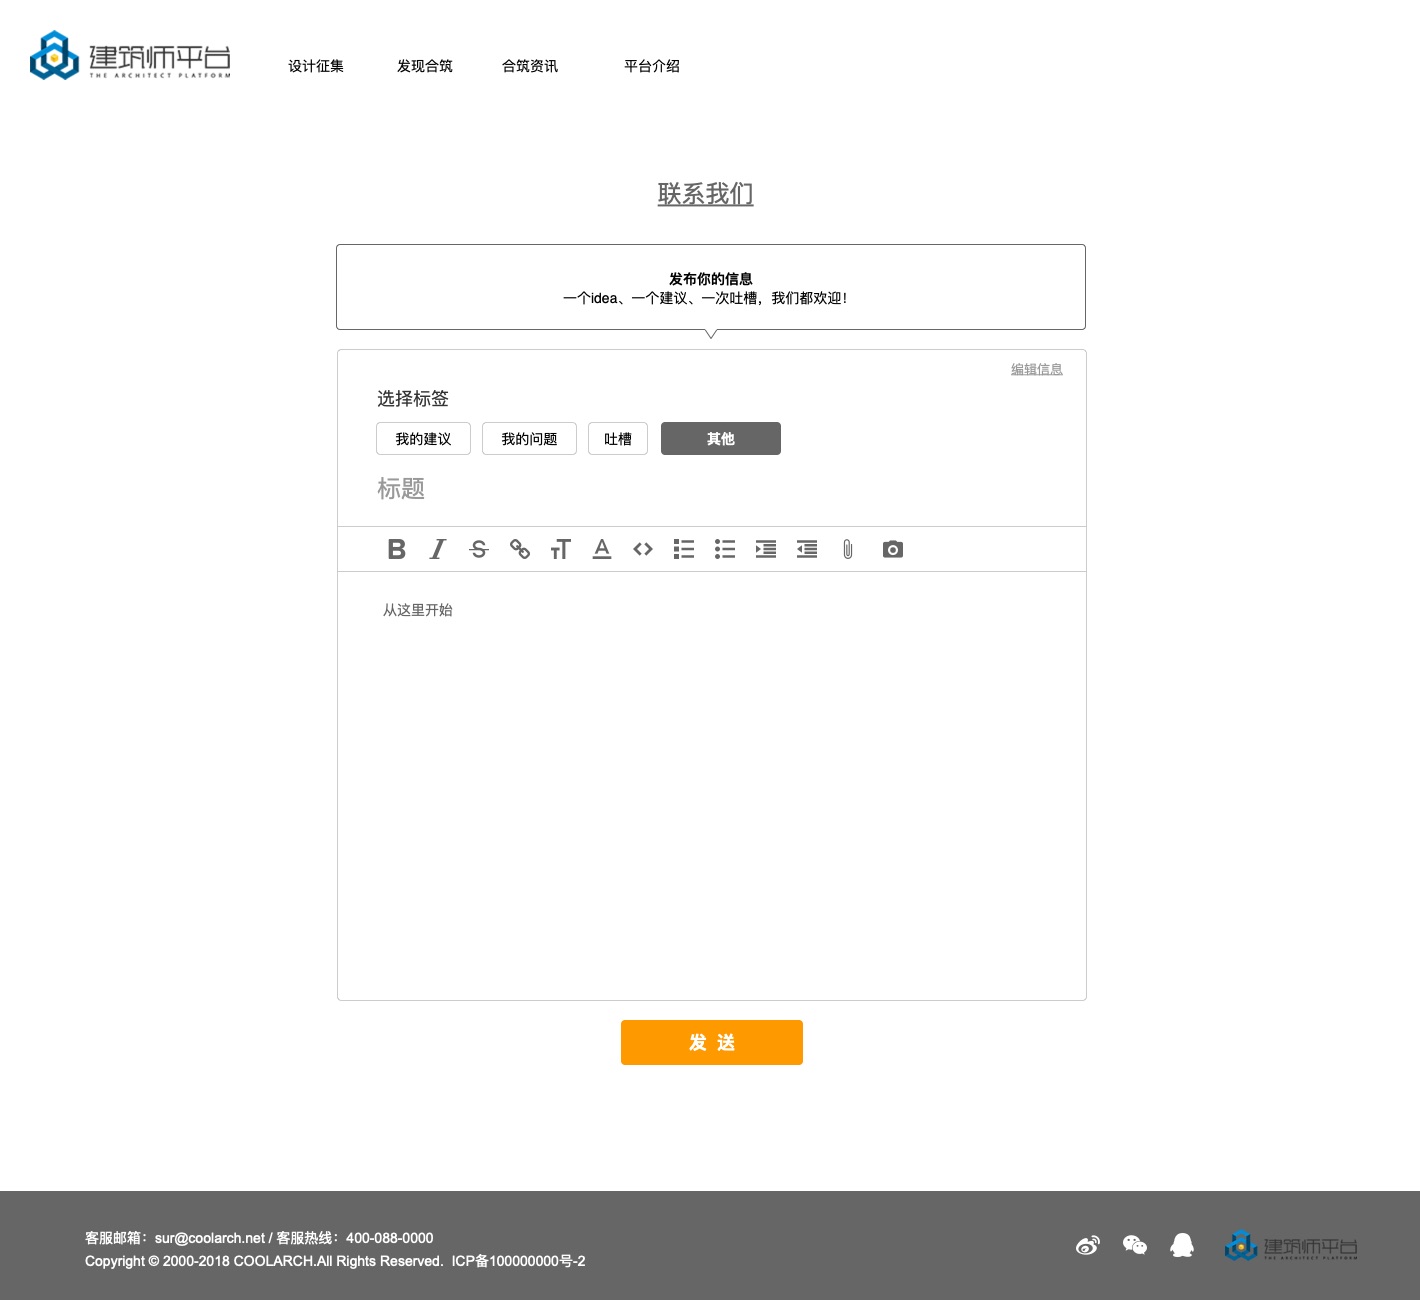 建筑师平台
THE ARCHITECT PLATFORM
设计征集
发现合筑
合筑资讯
平台介绍
联系我们
发布你的信息
一个idea、一个建议、一次吐槽，我们都欢迎！
编辑信息
选择标签
我的建议
我的问题
吐槽
其他
标题
从这里开始
发 送
客服邮箱：sur@coolarch.net / 客服热线：400-088-0000
Copyright © 2000-2018 COOLARCH.All Rights Reserved. ICP备100000000号-2
建筑师平台
THE ARCHITECT PLATFORM